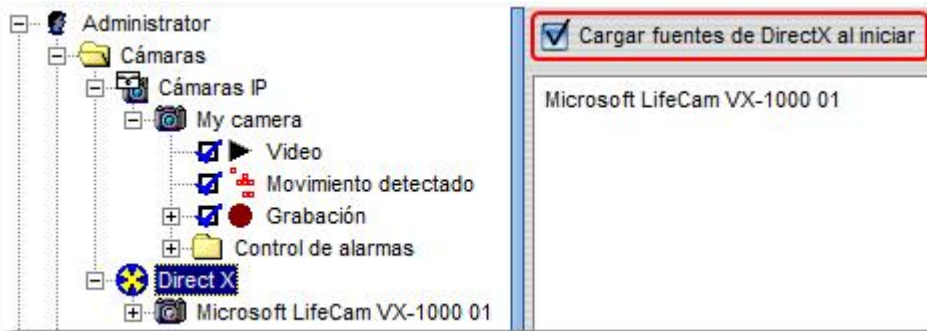 Administrator
Cámaras
Cámaras IP
My camera
Video
Movimiento detectado
Grabación
Control de alarmas
Direct X
Microsoft LifeCam VX-1000 01
Cargar fuentes de DirectX al iniciar
Microsoft LifeCam VX-1000 01